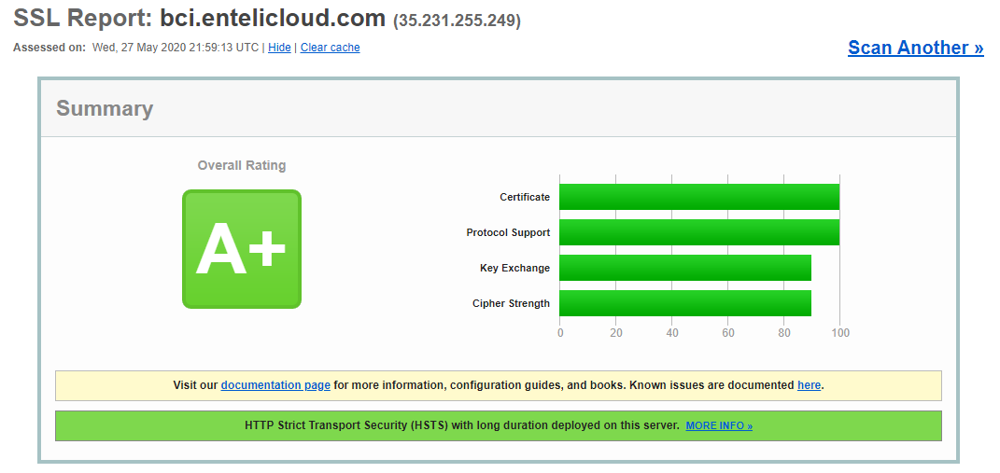 SSL Report: bci.entelicloud.com (35.231.255.249)
Assessed on: Wed, 27 May 2020 21:59:13 UTC | Hide | Clear cache
Scan Another »
Summary
Overall Rating
A+
Certificate
Protocol Support
Key Exchange
Cipher Strength
0 20 40 60 80 100
Visit our documentation page for more information, configuration guides, and books. Known issues are documented here.
HTTP Strict Transport Security (HSTS) with long duration deployed on this server. MORE INFO »